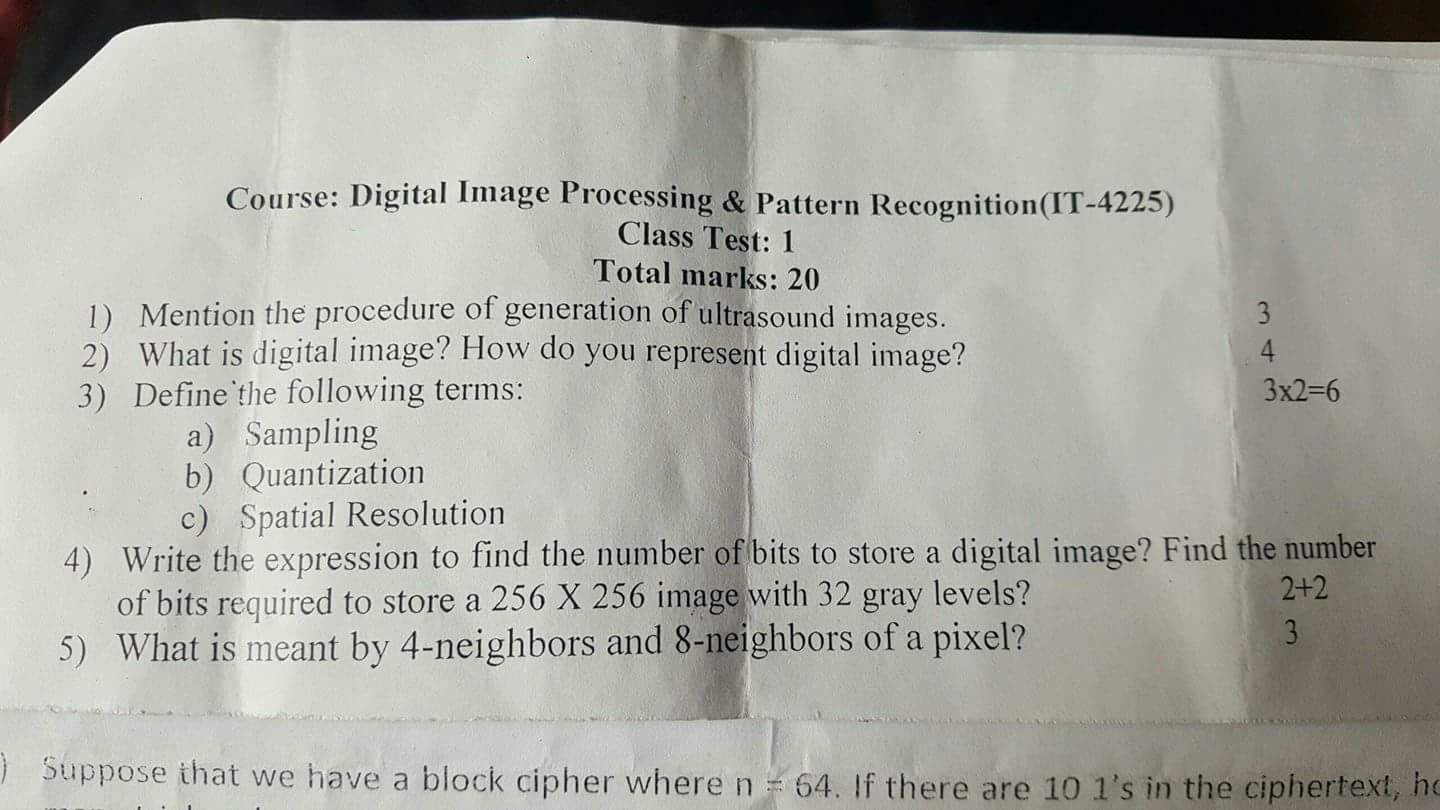 Course: Digital Image Processing & Pattern Recognition(IT-4225)
Class Test: 1
Total marks: 20
1) Mention the procedure of generation of ultrasound images. 3
2) What is digital image? How do you represent digital image? 4
3) Define the following terms: 3x2=6
a) Sampling
b) Quantization
c) Spatial Resolution
4) Write the expression to find the number of bits to store a digital image? Find the number
of bits required to store a 256 X 256 image with 32 gray levels? 2+2
5) What is meant by 4-neighbors and 8-neighbors of a pixel? 3
) Suppose that we have a block cipher where n = 64. If there are 10 1's in the ciphertext,